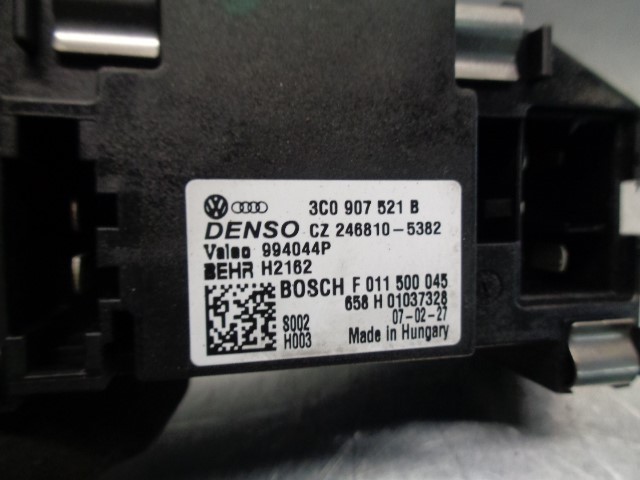 3C0 907 521 B
DENSO CZ 246810-5382
Valeo 994044P
BEHR H2162
BOSCH F 011 500 045
658 H 01037328
S002 07-02-27
H003 Made in Hungary